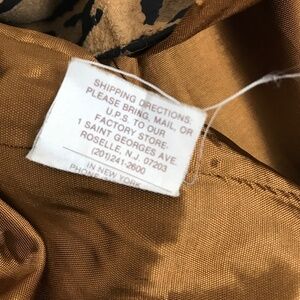 SHIPPING DIRECTIONS:
PLEASE BRING, MAIL, OR
U.P.S. TO OUR
FACTORY STORE:
1 SAINT GEORGES AVE.
ROSELLE, N.J. 07203
(201)241-2600
IN NEW YORK